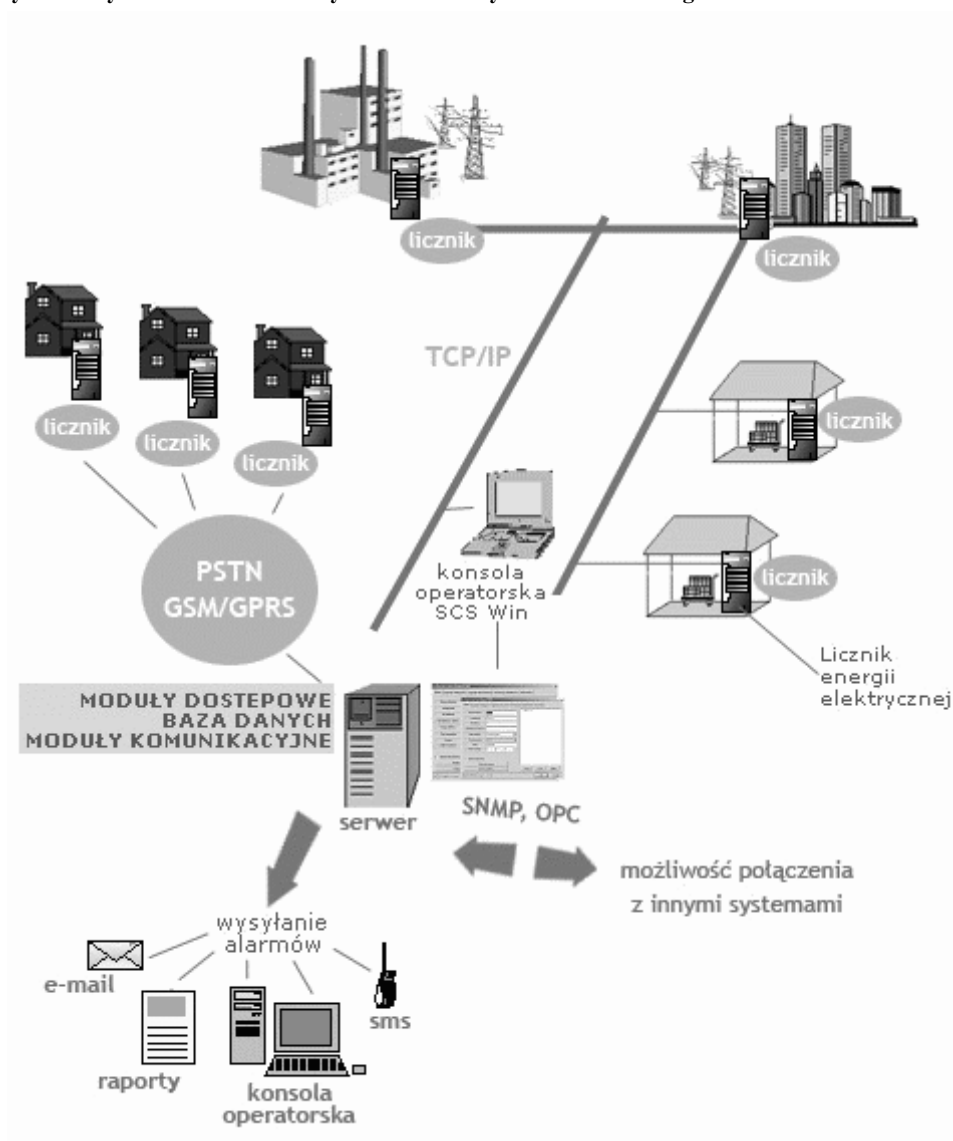 licznik
licznik
TCP/IP
licznik
licznik
licznik
licznik
PSTN
GSM/GPRS
konsola
operatorska
SCS Win
licznik
Licznik
energii
elektrycznej
MODUŁY DOSTEPOWE
BAZA DANYCH
MODUŁY KOMUNIKACYJNE
serwer
SNMP, OPC
możliwość połączenia
z innymi systemami
wysyłanie
alarmów
e-mail
sms
raporty
konsola
operatorska